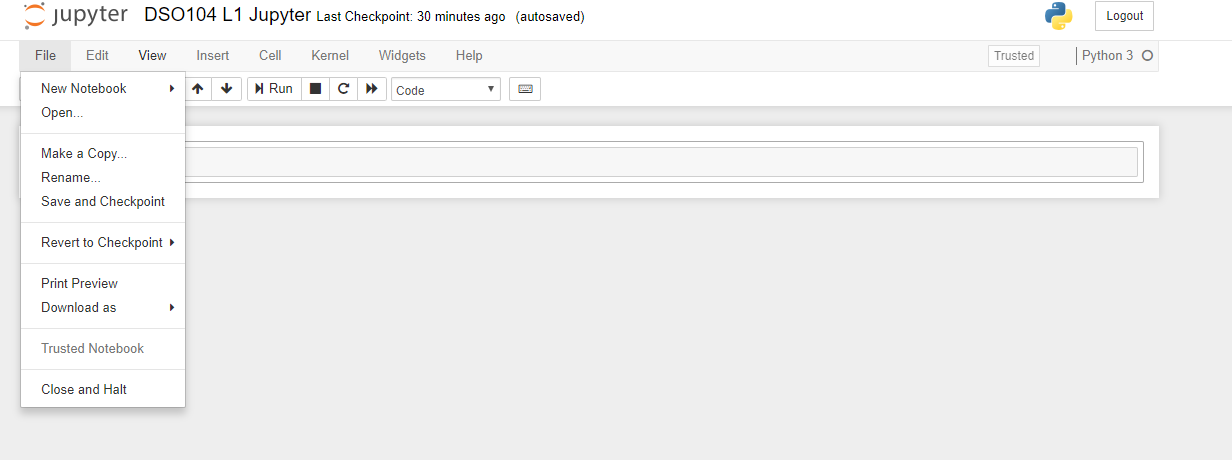 jupyter DSO104 L1 Jupyter Last Checkpoint: 30 minutes ago (autosaved) Logout
File Edit View Insert Cell Kernel Widgets Help Trusted Python 3
Run Code
New Notebook
Open...
Make a Copy...
Rename...
Save and Checkpoint
Revert to Checkpoint
Print Preview
Download as
Trusted Notebook
Close and Halt